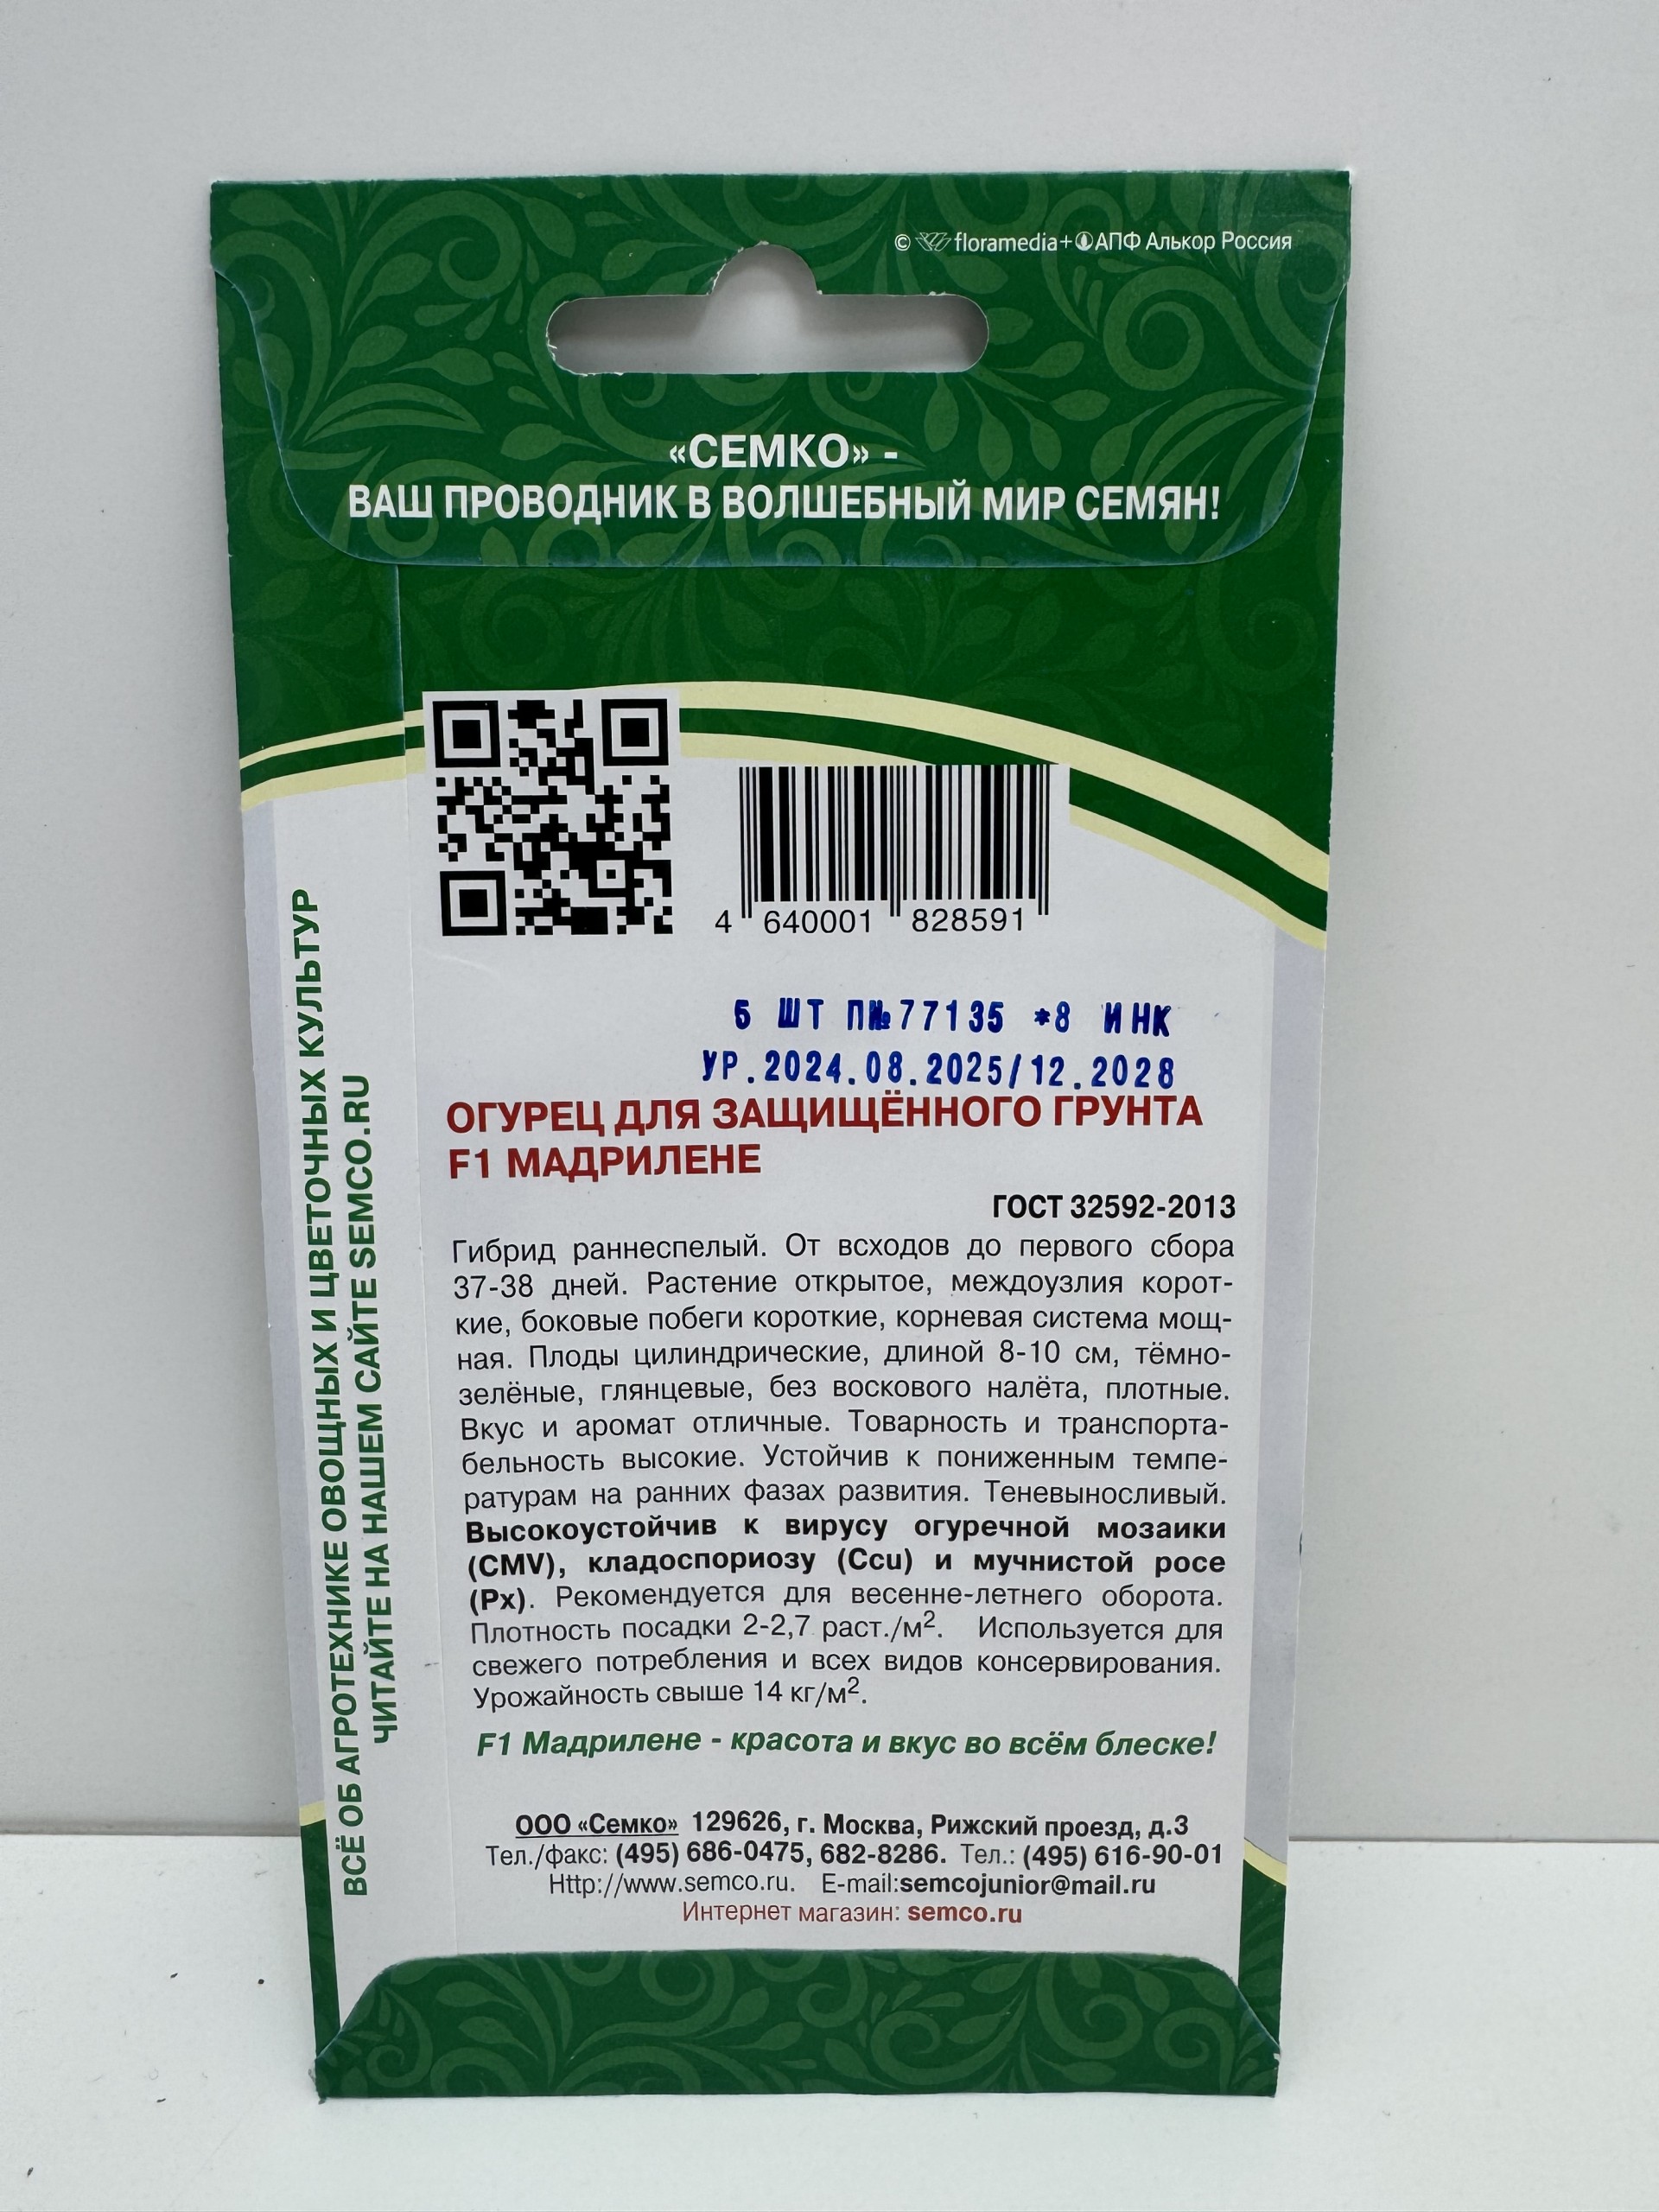 © floramedia+АПФ Алькор Россия
«СЕМКО» -
ВАШ ПРОВОДНИК В ВОЛШЕБНЫЙ МИР СЕМЯН!
4 640001 828591
5 ШТ П№77135 *8 ИНК
УР.2024.08.2025/12.2028
ОГУРЕЦ ДЛЯ ЗАЩИЩЁННОГО ГРУНТА
F1 МАДРИЛЕНЕ
ГОСТ 32592-2013
Гибрид раннеспелый. От всходов до первого сбора
37-38 дней. Растение открытое, междоузлия корот-
кие, боковые побеги короткие, корневая система мощ-
ная. Плоды цилиндрические, длиной 8-10 см, тёмно-
зелёные, глянцевые, без воскового налёта, плотные.
Вкус и аромат отличные. Товарность и транспорта-
бельность высокие. Устойчив к пониженным темпе-
ратурам на ранних фазах развития. Теневыносливый.
Высокоустойчив к вирусу огуречной мозаики
(CMV), кладоспориозу (Ccu) и мучнистой росе
(Px). Рекомендуется для весенне-летнего оборота.
Плотность посадки 2-2,7 раст./м². Используется для
свежего потребления и всех видов консервирования.
Урожайность свыше 14 кг/м².
F1 Мадрилене - красота и вкус во всём блеске!
ООО «Семко» 129626, г. Москва, Рижский проезд, д.3
Тел./факс: (495) 686-0475, 682-8286. Тел.: (495) 616-90-01
Http://www.semco.ru. E-mail:semcojunior@mail.ru
Интернет магазин: semco.ru
ВСЁ ОБ АГРОТЕХНИКЕ ОВОЩНЫХ И ЦВЕТОЧНЫХ КУЛЬТУР
ЧИТАЙТЕ НА НАШЕМ САЙТЕ SEMCO.RU